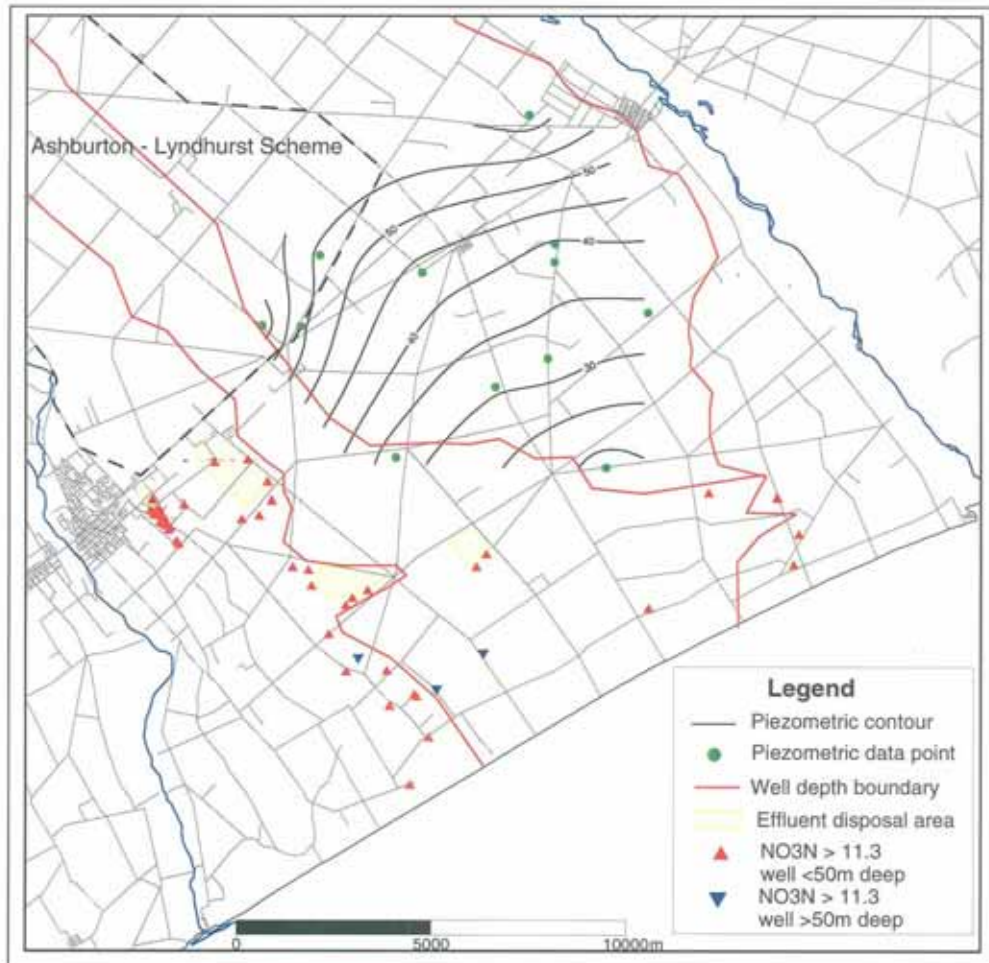 Ashburton - Lyndhurst Scheme
50
50
40
40
30
Legend
Piezometric contour
Piezometric data point
Well depth boundary
Effluent disposal area
NO3N > 11.3
well <50m deep
NO3N > 11.3
well >50m deep
0
5000
10000m